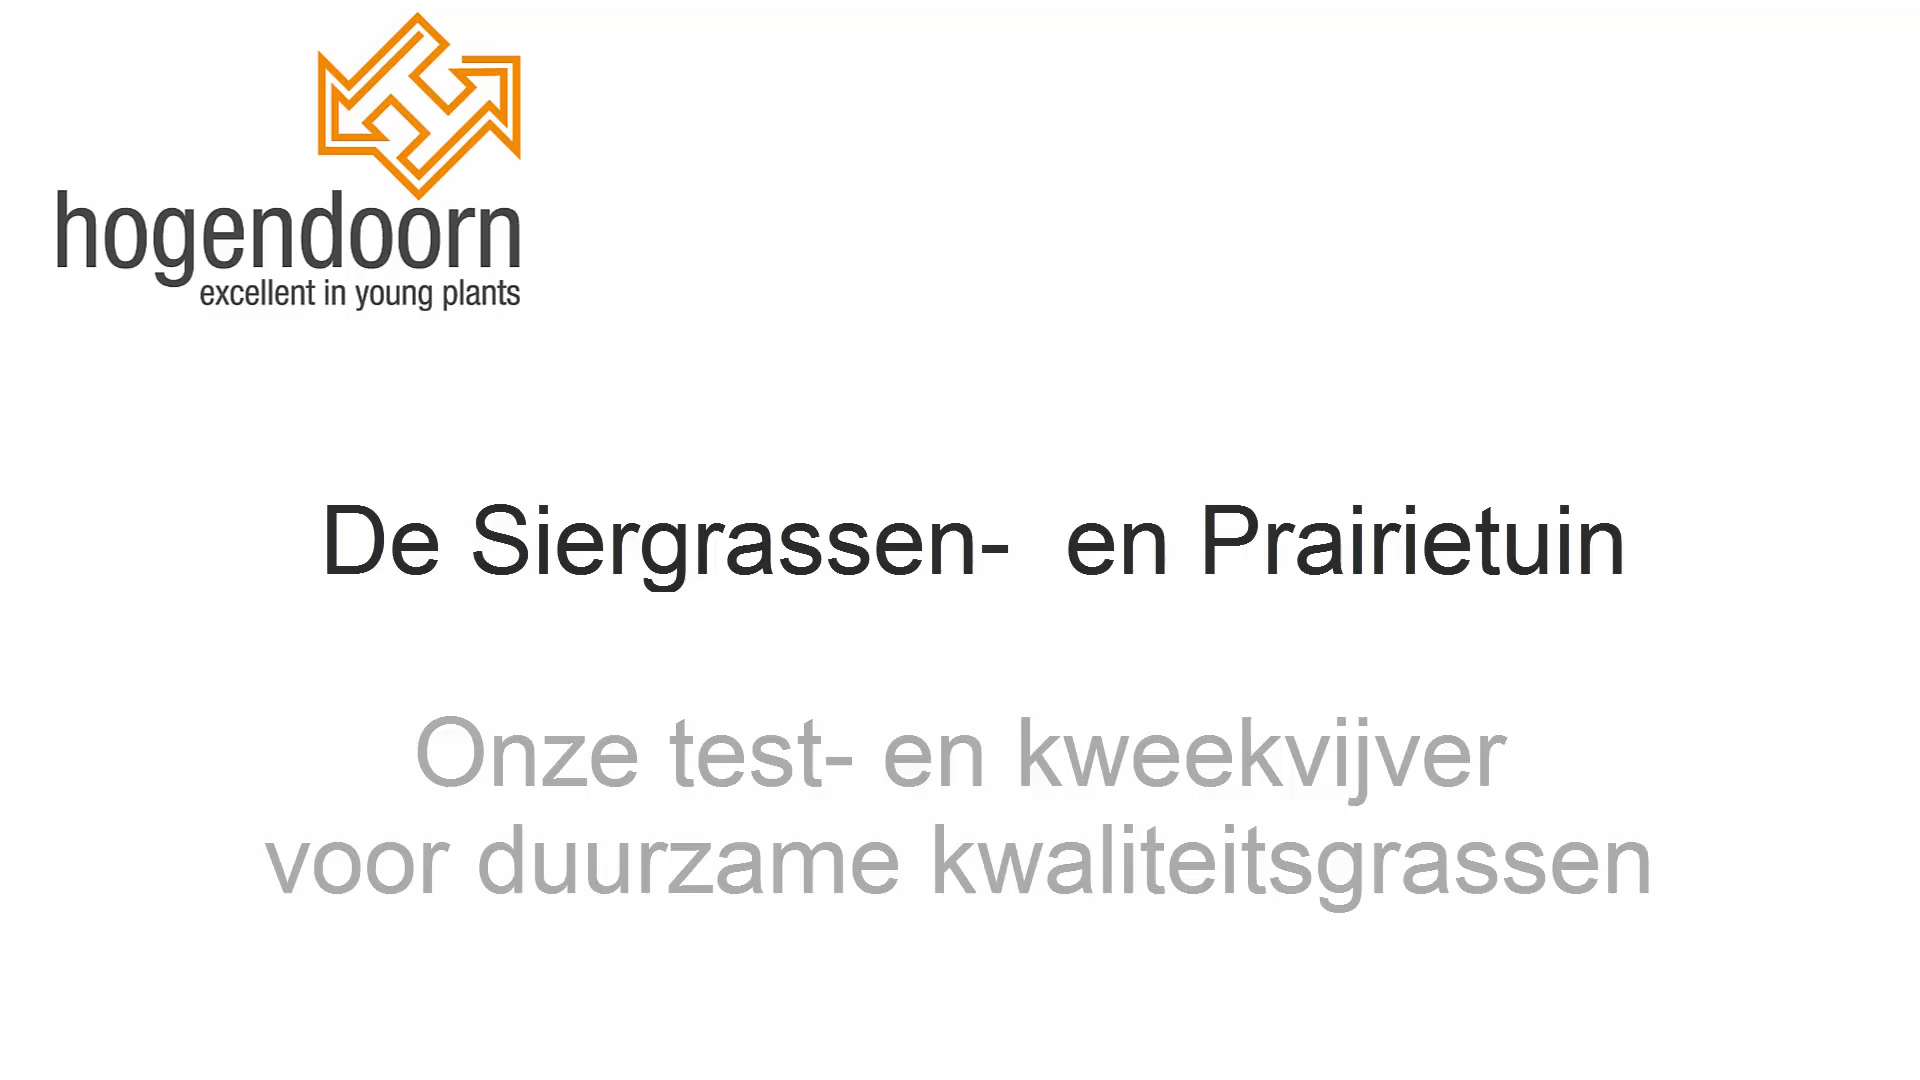 hogendoorn
excellent in young plants
De Siergrassen-  en Prairietuin
Onze test- en kweekvijver
voor duurzame kwaliteitsgrassen